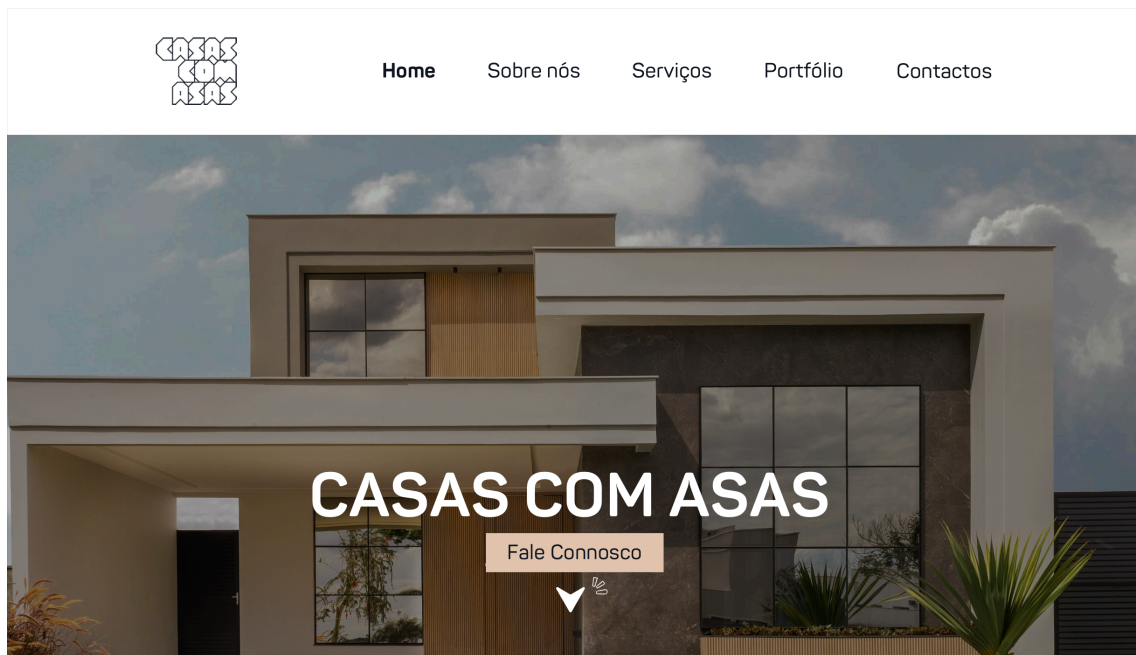 CASAS
COM
ASAS
Home Sobre nós Serviços Portfólio Contactos
CASAS COM ASAS
Fale Connosco